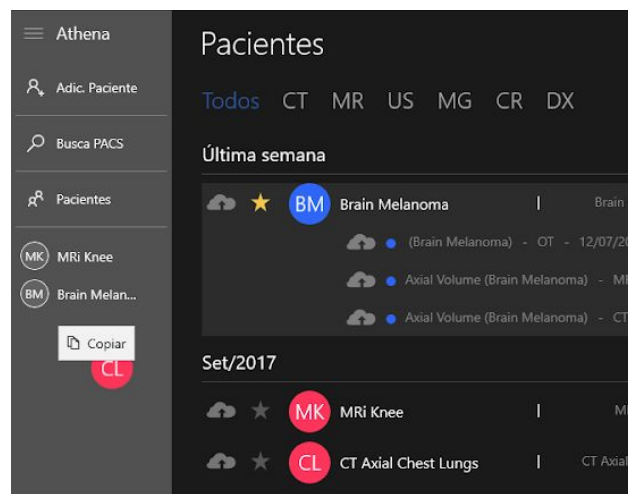 Athena
Adic. Paciente
Busca PACS
Pacientes
MK MRi Knee
BM Brain Melan...
Copiar
CL
Pacientes
Todos CT MR US MG CR DX
Última semana
BM Brain Melanoma I Brain
(Brain Melanoma) - OT - 12/07/20
Axial Volume (Brain Melanoma) - MR
Axial Volume (Brain Melanoma) - CT
Set/2017
MK MRi Knee I
CL CT Axial Chest Lungs I CT Axial